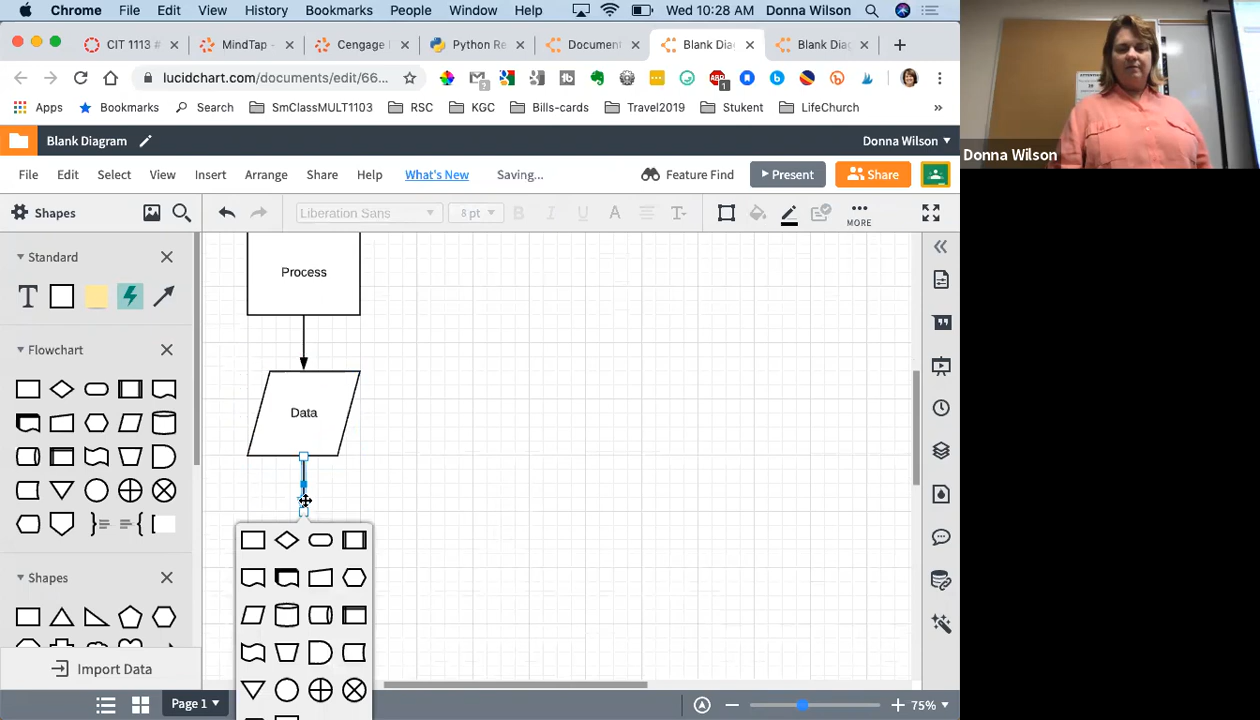 Chrome File Edit View History Bookmarks People Window Help Wed 10:28 AM Donna Wilson
CIT 1113 # MindTap - Cengage Python Re Document Blank Dia Blank Dia
lucidchart.com/documents/edit/66...
Apps Bookmarks Search SmClassMULT1103 RSC KGC Bills-cards Travel2019 Stukent LifeChurch »
Blank Diagram Donna Wilson
File Edit Select View Insert Arrange Share Help What's New Saving... Feature Find Present Share
Shapes Liberation Sans 8 pt B I U A T MORE
Standard
T
Flowchart
Shapes
Import Data
Process
Data
Page 1 75%
Donna Wilson